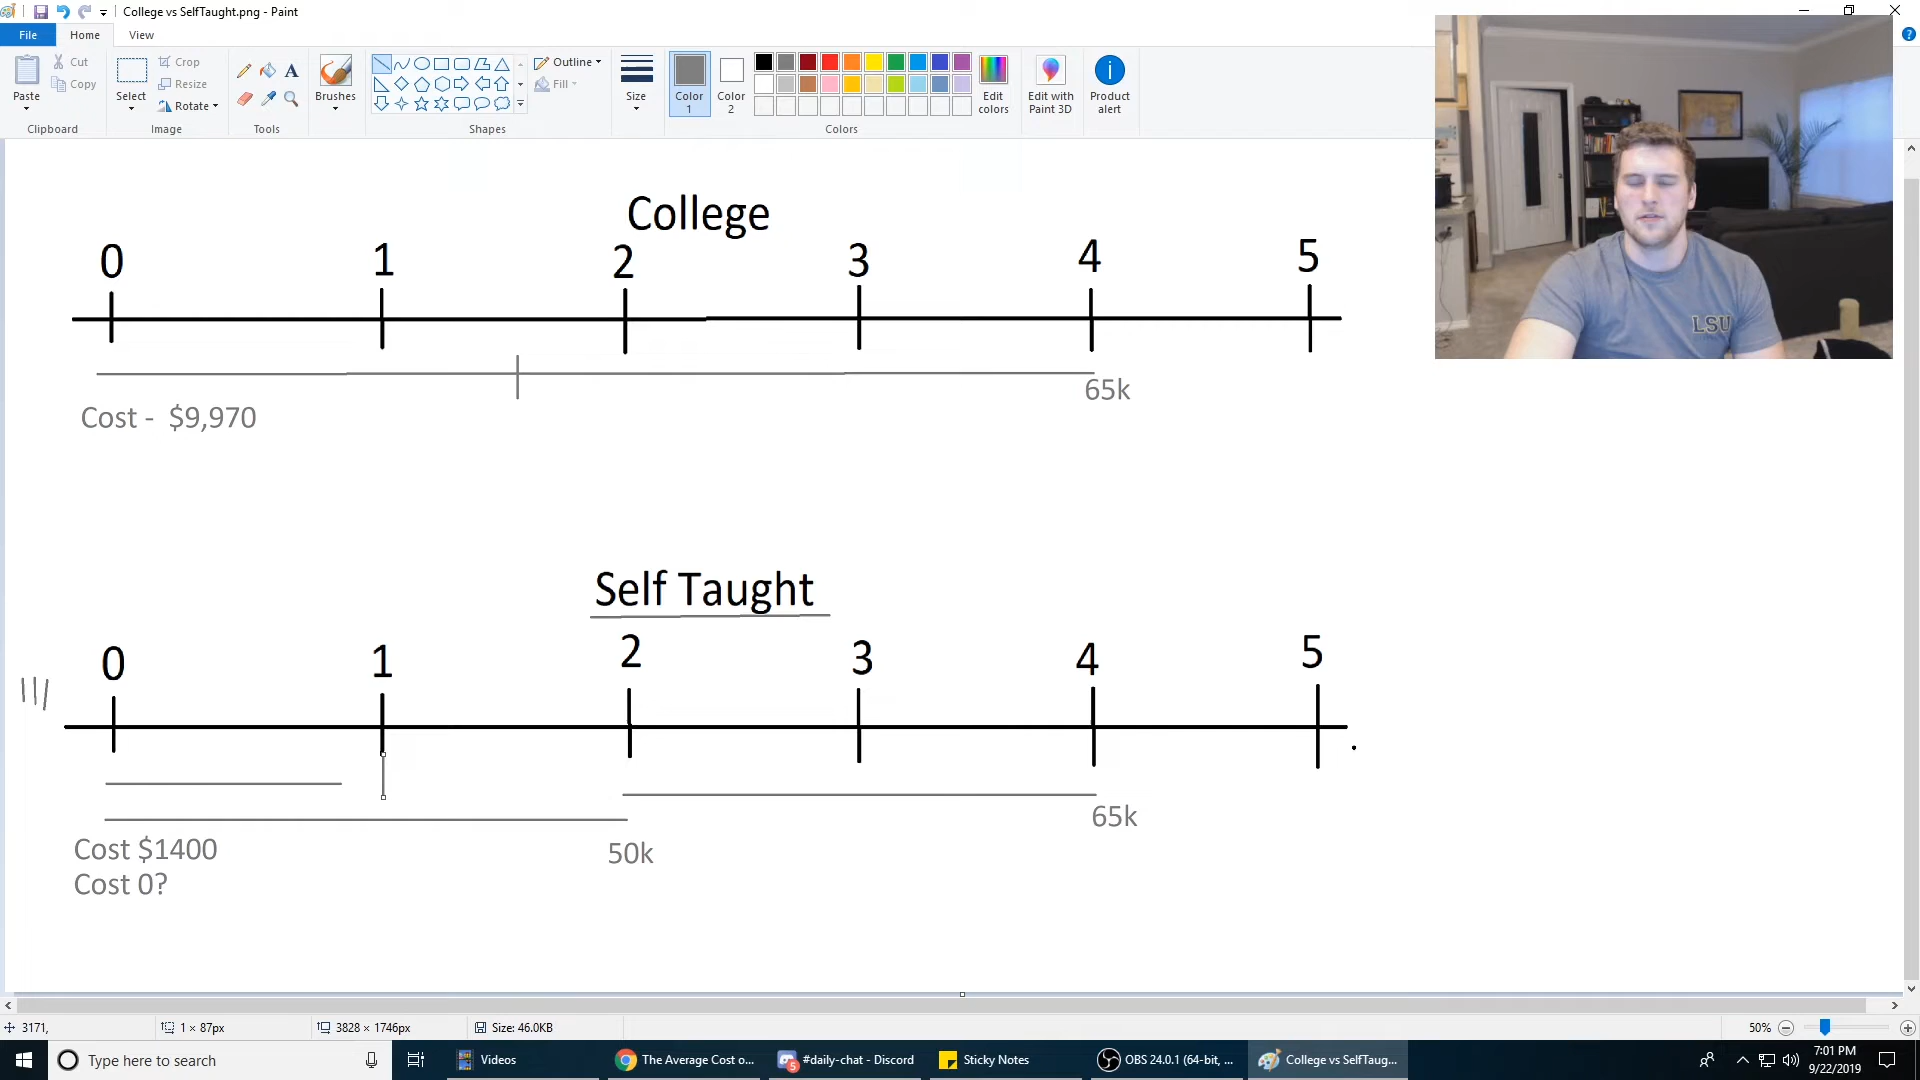 College vs SelfTaught.png - Paint
File Home View
Paste Cut Copy Clipboard
Select Crop Resize Rotate Image
Tools
Brushes
Outline Fill Shapes
Size
Color 1 Color 2 Edit colors Colors
Edit with Paint 3D
Product alert
College
0 1 2 3 4 5
65k
Cost - $9,970
LSU
Self Taught
0 1 2 3 4 5
65k
Cost $1400
50k
Cost 0?
3171, 1 × 87px 3828 × 1746px Size: 46.0KB 50%
Type here to search Videos The Average Cost o... #daily-chat - Discord Sticky Notes OBS 24.0.1 (64-bit, ... College vs SelfTaug... 7:01 PM
9/22/2019